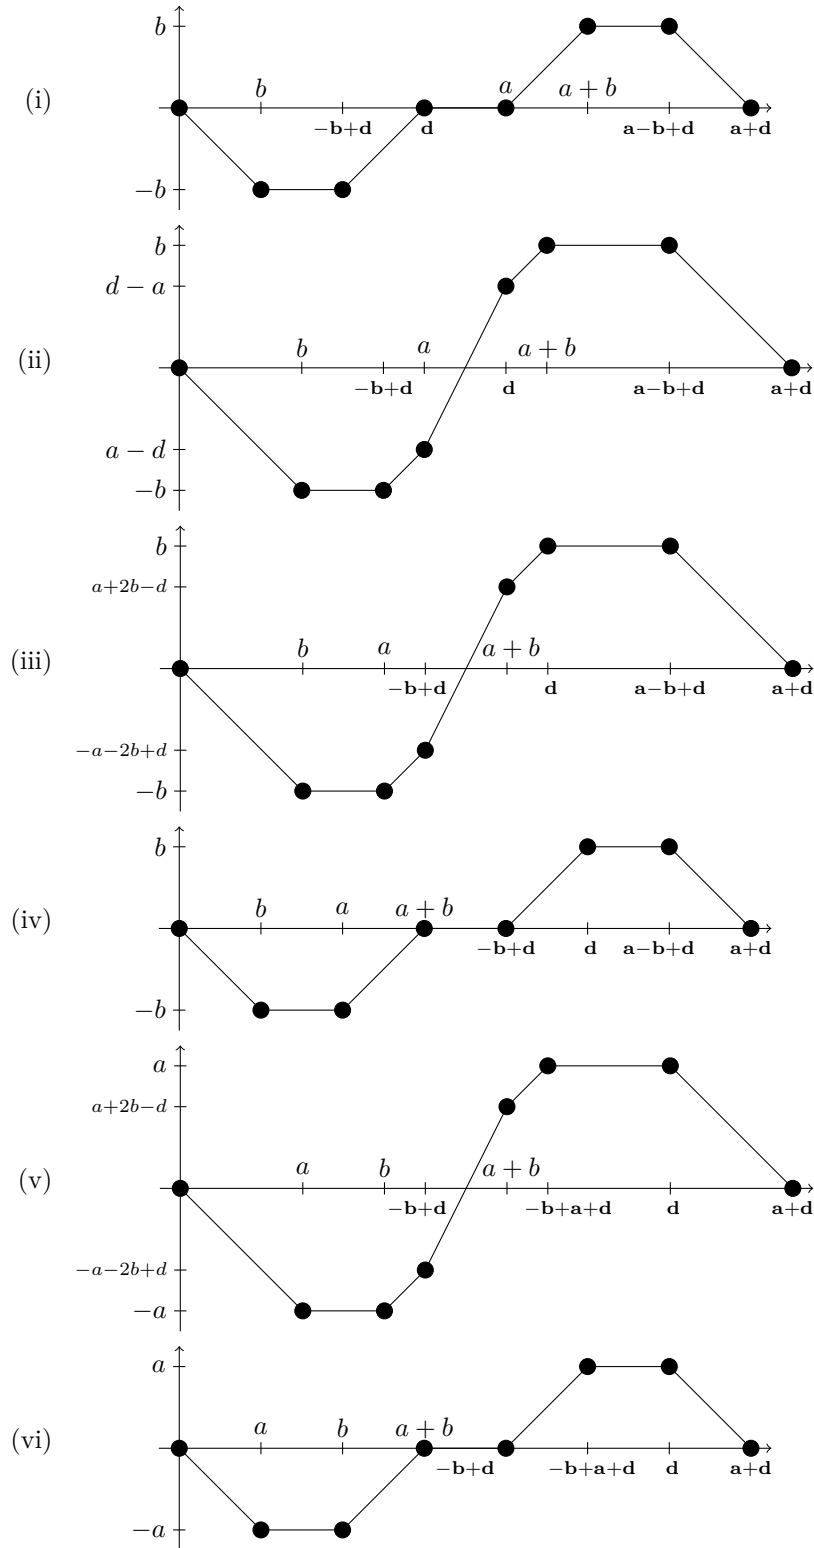 b
b
a
a + b
(i)
−b+d
d
a−b+d
a+d
−b
b
d − a
b
a
a + b
(ii)
−b+d
d
a−b+d
a+d
a − d
−b
b
a+2b−d
b
a
a + b
(iii)
−b+d
d
a−b+d
a+d
−a−2b+d
−b
b
b
a
a + b
(iv)
−b+d
d
a−b+d
a+d
−b
a
a+2b−d
a
b
a + b
(v)
−b+d
−b+a+d
d
a+d
−a−2b+d
−a
a
a
b
a + b
(vi)
−b+d
−b+a+d
d
a+d
−a